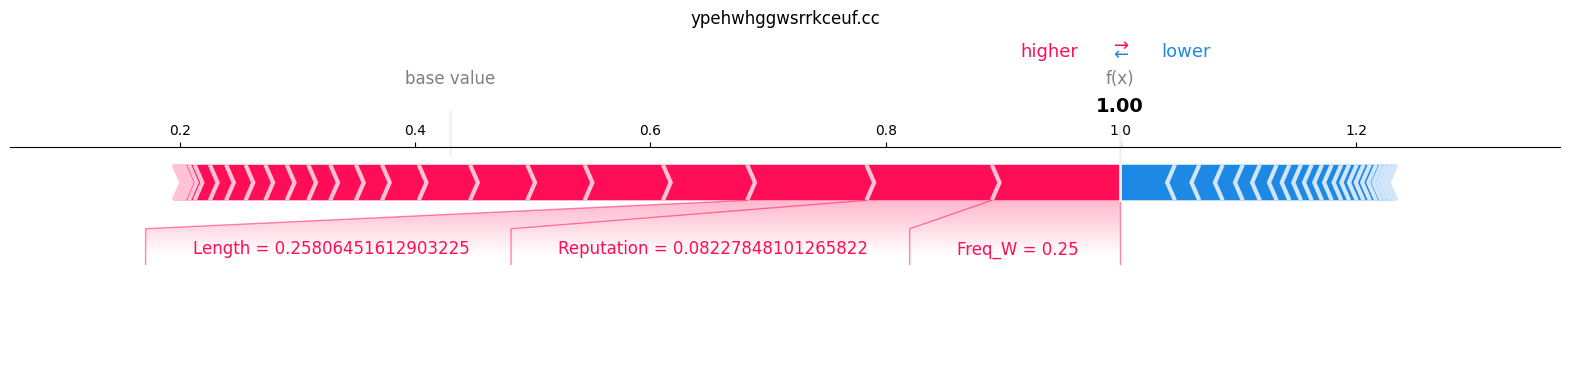 ypehwhggwsrrkceuf.cc
higher → ← lower
base value f(x)
1.00
0.2 0.4 0.6 0.8 1.0 1.2
Length = 0.25806451612903225 Reputation = 0.08227848101265822 Freq_W = 0.25